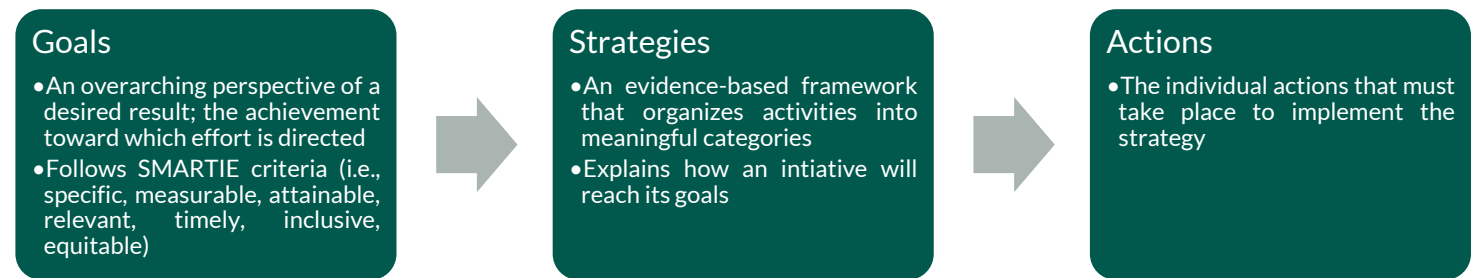 Goals
•An overarching perspective of a
desired result; the achievement
toward which effort is directed
•Follows SMARTIE criteria (i.e.,
specific, measurable, attainable,
relevant, timely, inclusive,
equitable)
Strategies
•An evidence-based framework
that organizes activities into
meaningful categories
•Explains how an intiative will
reach its goals
Actions
•The individual actions that must
take place to implement the
strategy